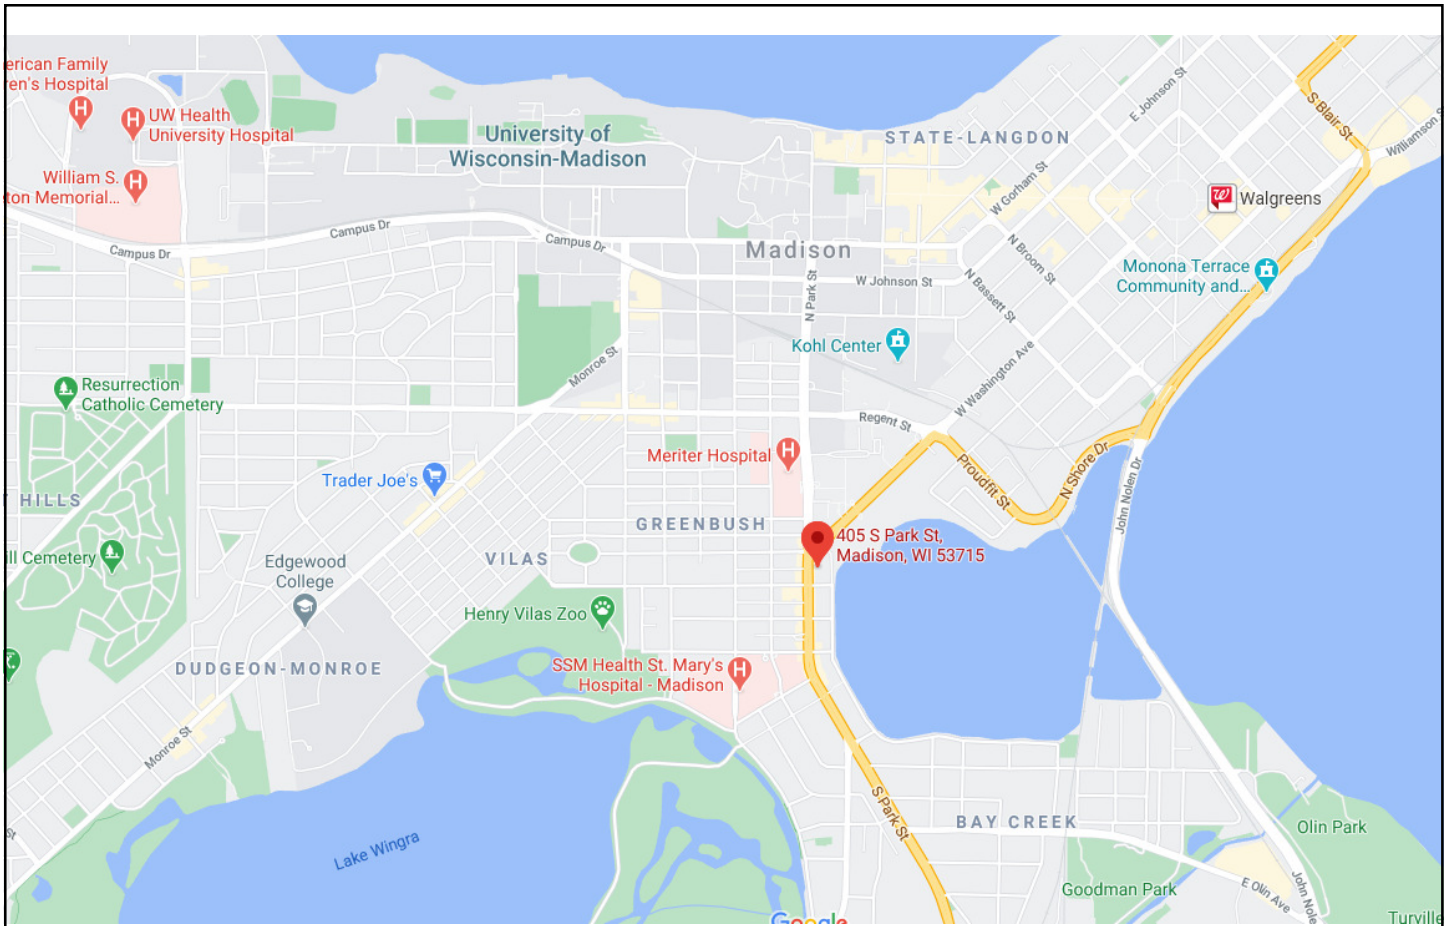 erican Family
ren's Hospital
UW Health
University Hospital
William S.
ton Memorial...
University of
Wisconsin-Madison
STATE-LANGDON
E Johnson St
S Blair St
Williamson S
W Gorham St
Walgreens
Campus Dr
Campus Dr
Campus Dr
Madison
N Park St
W Johnson St
N Broom St
N Bassett St
Monona Terrace
Community and...
Kohl Center
W Washington Ave
Monroe St
Resurrection
Catholic Cemetery
Regent St
Meriter Hospital
Trader Joe's
Proudfit St
N Shore Dr
John Nolen Dr
HILLS
GREENBUSH
405 S Park St,
Madison, WI 53715
ill Cemetery
VILAS
Edgewood
College
Henry Vilas Zoo
DUDGEON-MONROE
SSM Health St. Mary's
Hospital - Madison
Monroe St
S Park St
BAY CREEK
Olin Park
St
Lake Wingra
Goodman Park
E Olin Ave
John Nole
Google
Turville